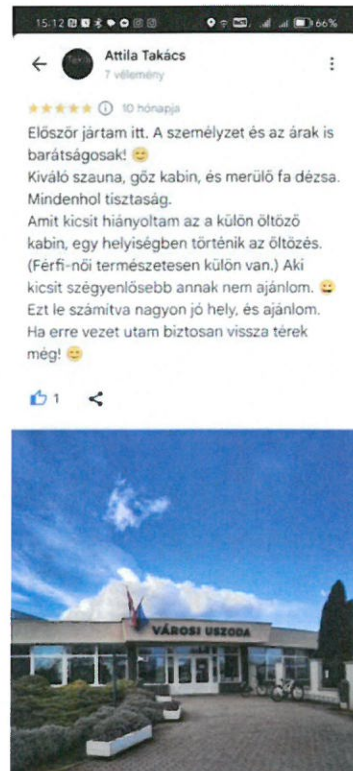 15:12
66%
Attila Takács
7 vélemény
10 hónapja
Először jártam itt. A személyzet és az árak is
barátságosak! 😊
Kiváló szauna, gőz kabin, és merülő fa dézsa.
Mindenhol tisztaság.
Amit kicsit hiányoltam az a külön öltöző
kabin, egy helyiségben történik az öltözés.
(Férfi-női természetesen külön van.) Aki
kicsit szégyenlősebb annak nem ajánlom. 😄
Ezt le számítva nagyon jó hely, és ajánlom.
Ha erre vezet utam biztosan vissza térek
még! 😊
1
VÁROSI USZODA